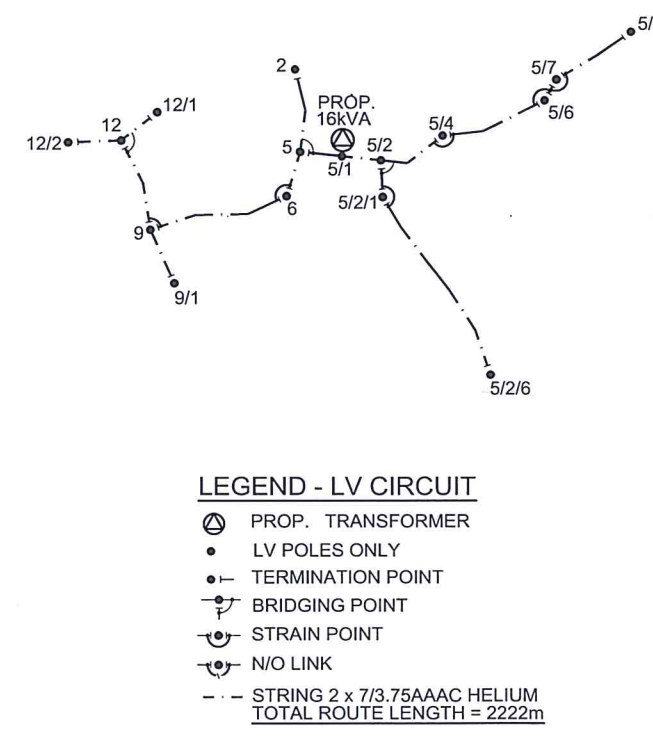 5/
2
5/7
PROP.
16kVA
12/1
5/6
5/4
12
12/2
5
5/2
5/1
6
5/2/1
9
9/1
5/2/6
LEGEND - LV CIRCUIT
PROP. TRANSFORMER
LV POLES ONLY
TERMINATION POINT
BRIDGING POINT
STRAIN POINT
N/O LINK
STRING 2 x 7/3.75AAAC HELIUM
TOTAL ROUTE LENGTH = 2222m